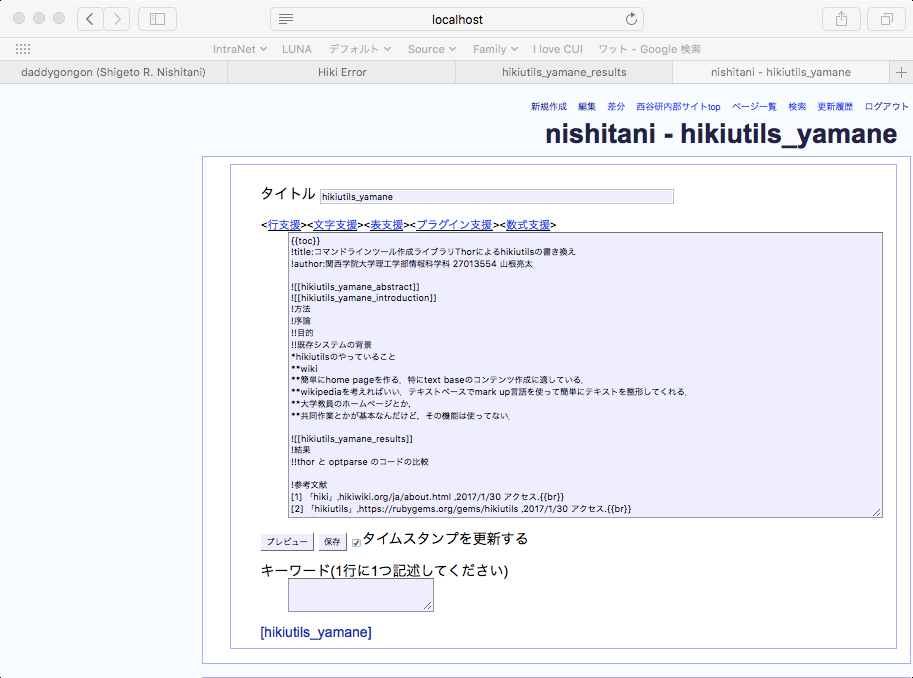 localhost
IntraNet LUNA デフォルト Source Family I love CUI ワット - Google 検索
daddygongon (Shigeto R. Nishitani) Hiki Error hikiutils_yamane_results nishitani - hikiutils_yamane
新規作成 編集 差分 西谷研内部サイトtop ページ一覧 検索 更新履歴 ログアウト
nishitani - hikiutils_yamane
タイトル hikiutils_yamane
<行支援><文字支援><表支援><プラグイン支援><数式支援>
{{toc}}
!title:コマンドラインツール作成ライブラリThorによるhikiutilsの書き換え
!author:関西学院大学理工学部情報科学科 27013554 山根亮太
![[hikiutils_yamane_abstract]]
![[hikiutils_yamane_introduction]]
!方法
!序論
!!目的
!!既存システムの背景
*hikiutilsのやっていること
**wiki
**簡単にhome pageを作る，特にtext baseのコンテンツ作成に適している．
**wikipediaを考えればいい，テキストベースでmark up言語を使って簡単にテキストを整形してくれる．
**大学教員のホームページとか，
**共同作業とかが基本なんだけど，その機能は使ってない．
![[hikiutils_yamane_results]]
!結果
!!thor と optparse のコードの比較
!参考文献
[1] 「hiki」,hikiwiki.org/ja/about.html ,2017/1/30 アクセス.{{br}}
[2] 「hikiutils」,https://rubygems.org/gems/hikiutils ,2017/1/30 アクセス.{{br}}
プレビュー 保存 タイムスタンプを更新する
キーワード(1行に1つ記述してください)
[hikiutils_yamane]